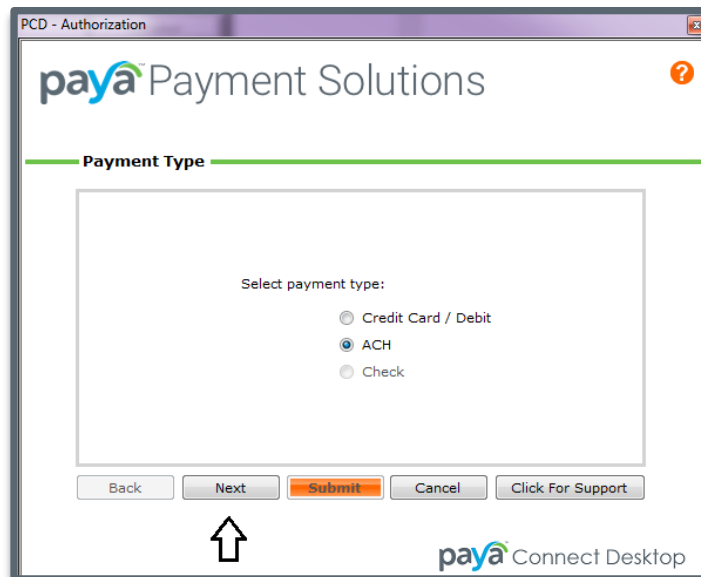 PCD - Authorization
paya Payment Solutions
?
Payment Type
Select payment type:
Credit Card / Debit
ACH
Check
Back Next Submit Cancel Click For Support
paya Connect Desktop